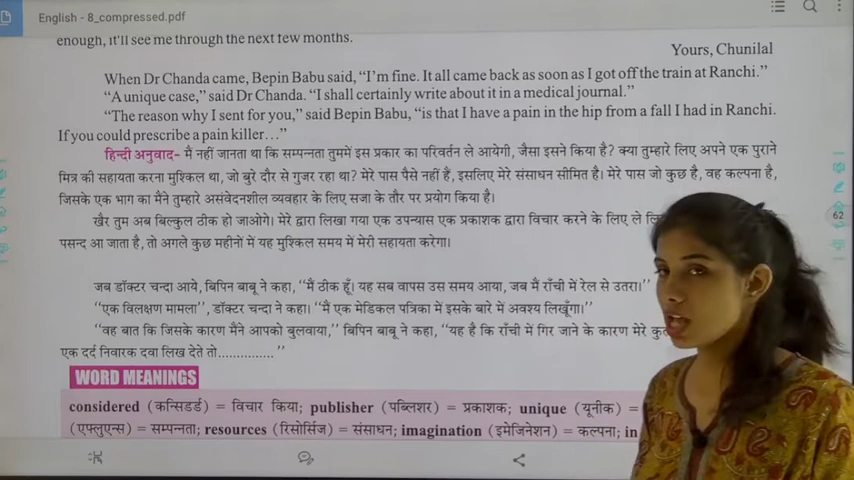 English - 8_compressed.pdf
enough, it'll see me through the next few months.
Yours, Chunilal
When Dr Chanda came, Bepin Babu said, “I’m fine. It all came back as soon as I got off the train at Ranchi.”
“A unique case,” said Dr Chanda. “I shall certainly write about it in a medical journal.”
“The reason why I sent for you,” said Bepin Babu, “is that I have a pain in the hip from a fall I had in Ranchi.
If you could prescribe a pain killer…”
हिन्दी अनुवाद- मैं नहीं जानता था कि सम्पन्नता तुममें इस प्रकार का परिवर्तन ले आयेगी, जैसा इसने किया है? क्या तुम्हारे लिए अपने एक पुराने
मित्र की सहायता करना मुश्किल था, जो बुरे दौर से गुजर रहा था? मेरे पास पैसे नहीं हैं, इसलिए मेरे संसाधन सीमित है। मेरे पास जो कुछ है, वह कल्पना है,
जिसके एक भाग का मैंने तुम्हारे असंवेदनशील व्यवहार के लिए सजा के तौर पर प्रयोग किया है।
खैर तुम अब बिल्कुल ठीक हो जाओगे। मेरे द्वारा लिखा गया एक उपन्यास एक प्रकाशक द्वारा विचार करने के लिए ले
पसन्द आ जाता है, तो अगले कुछ महीनों में यह मुश्किल समय में मेरी सहायता करेगा।
जब डॉक्टर चन्दा आये, बिपिन बाबू ने कहा, “मैं ठीक हूँ। यह सब वापस उस समय आया, जब मैं राँची में रेल से उतरा।”
“एक विलक्षण मामला”, डॉक्टर चन्दा ने कहा। “मैं एक मेडिकल पत्रिका में इसके बारे में अवश्य लिखूँगा।”
“वह बात कि जिसके कारण मैंने आपको बुलवाया,” बिपिन बाबू ने कहा, “यह है कि राँची में गिर जाने के कारण मेरे
एक दर्द निवारक दवा लिख देते तो...............”
62
WORD MEANINGS
considered (कन्सिडर्ड) = विचार किया; publisher (पब्लिशर) = प्रकाशक; unique (यूनीक) =
(एफ्लुएन्स) = सम्पन्नता; resources (रिसोर्सिज) = संसाधन; imagination (इमेजिनेशन) = कल्पना; in